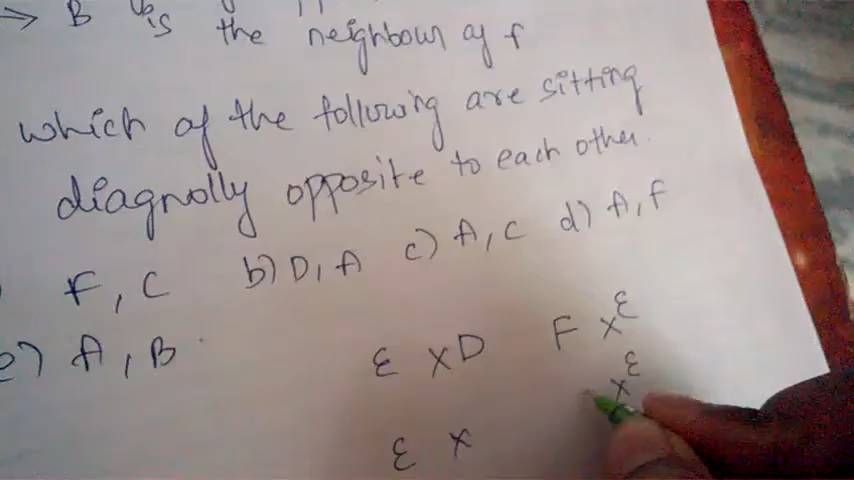 → B is the neighbour of f
which of the following are sitting
diagnolly opposite to each other.
F, C b) D, A c) A, C d) A, F
e) A, B.
ε x D F x ε
x ε
ε x